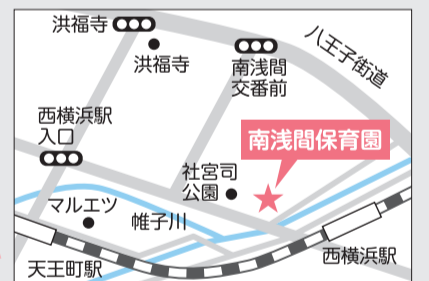 洪福寺
洪福寺
八王子街道
南浅間
交番前
西横浜駅
入口
南浅間保育園
社宮司
公園
マルエツ
帷子川
西横浜駅
天王町駅